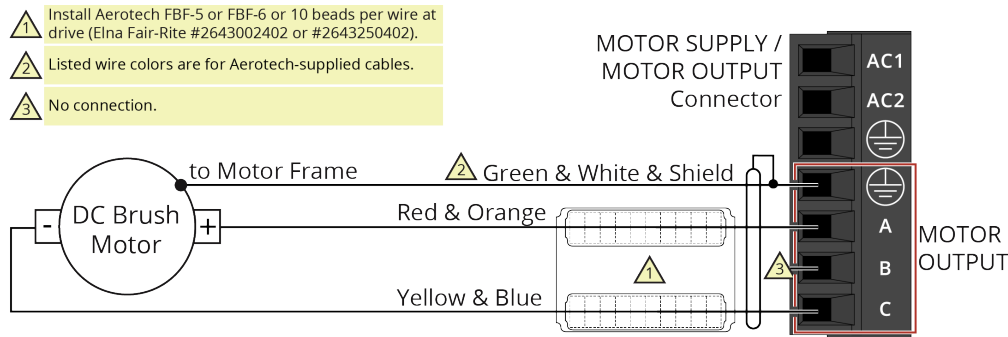 1
Install Aerotech FBF-5 or FBF-6 or 10 beads per wire at
drive (Elna Fair-Rite #2643002402 or #2643250402).
2
Listed wire colors are for Aerotech-supplied cables.
3
No connection.
MOTOR SUPPLY /
MOTOR OUTPUT
Connector
AC1
AC2
to Motor Frame
2
Green & White & Shield
DC Brush
Motor
-
+
Red & Orange
A
MOTOR
OUTPUT
1
3
B
Yellow & Blue
C